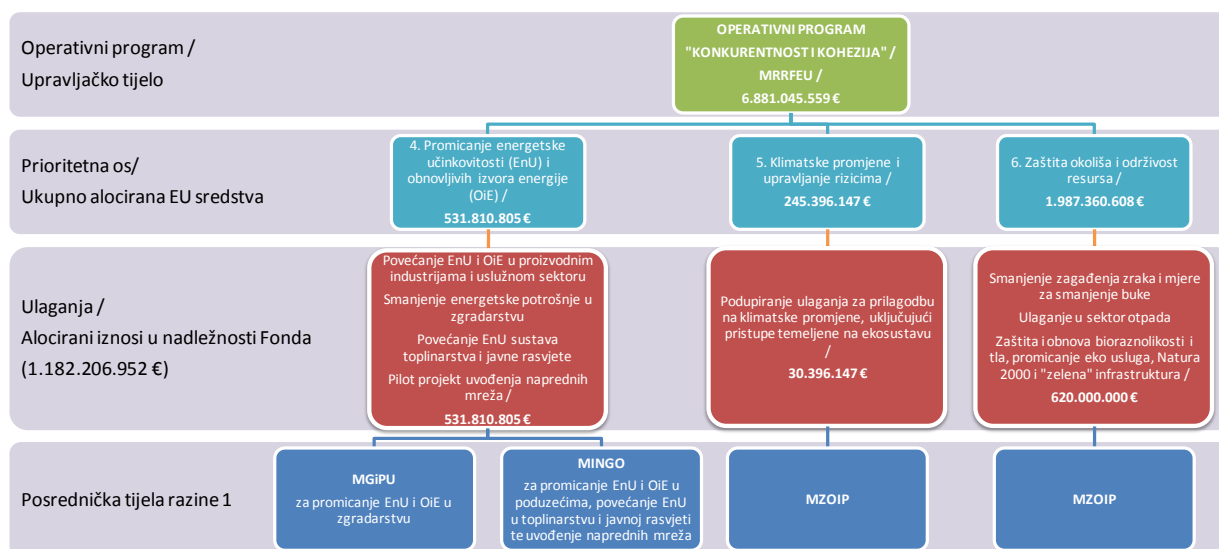 Operativni program /
Upravljačko tijelo
OPERATIVNI PROGRAM
"KONKURENTNOST I KOHEZIJA" /
MRRFEU /
6.881.045.559 €
Prioritetna os/
Ukupno alocirana EU sredstva
4. Promicanje energetske
učinkovitosti (EnU) i
obnovljivih izvora energije
(OiE) /
531.810.805 €
5. Klimatske promjene i
upravljanje rizicima /
245.396.147 €
6. Zaštita okoliša i održivost
resursa /
1.987.360.608 €
Ulaganja /
Alocirani iznosi u nadležnosti Fonda
(1.182.206.952 €)
Povećanje EnU i OiE u proizvodnim
industrijama i uslužnom sektoru
Smanjenje energetske potrošnje u
zgradarstvu
Povećanje EnU sustava
toplinarstva i javne rasvjete
Pilot projekt uvođenja naprednih
mreža /
531.810.805 €
Podupiranje ulaganja za prilagodbu
na klimatske promjene, uključujući
pristupe temeljene na ekosustavu
/
30.396.147 €
Smanjenje zagađenja zraka i mjere
za smanjenje buke
Ulaganje u sektor otpada
Zaštita i obnova bioraznolikosti i
tla, promicanje eko usluga, Natura
2000 i "zelena" infrastruktura /
620.000.000 €
Posrednička tijela razine 1
MGiPU
za promicanje EnU i OiE u
zgradarstvu
MINGO
za promicanje EnU i OiE u
poduzećima, povećanje EnU
u toplinarstvu i javnoj rasvjeti
te uvođenje naprednih mreža
MZOIP
MZOIP